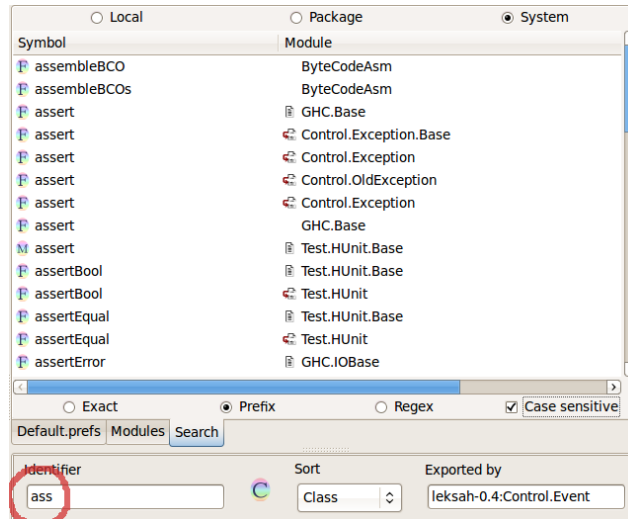 Local Package System
Symbol Module
F assembleBCO ByteCodeAsm
F assembleBCOs ByteCodeAsm
F assert GHC.Base
F assert Control.Exception.Base
F assert Control.Exception
F assert Control.OldException
F assert Control.Exception
F assert GHC.Base
M assert Test.HUnit.Base
F assertBool Test.HUnit.Base
F assertBool Test.HUnit
F assertEqual Test.HUnit.Base
F assertEqual Test.HUnit
F assertError GHC.IOBase
Exact Prefix Regex Case sensitive
Default.prefs Modules Search
Identifier Sort Exported by
ass C Class leksah-0.4:Control.Event